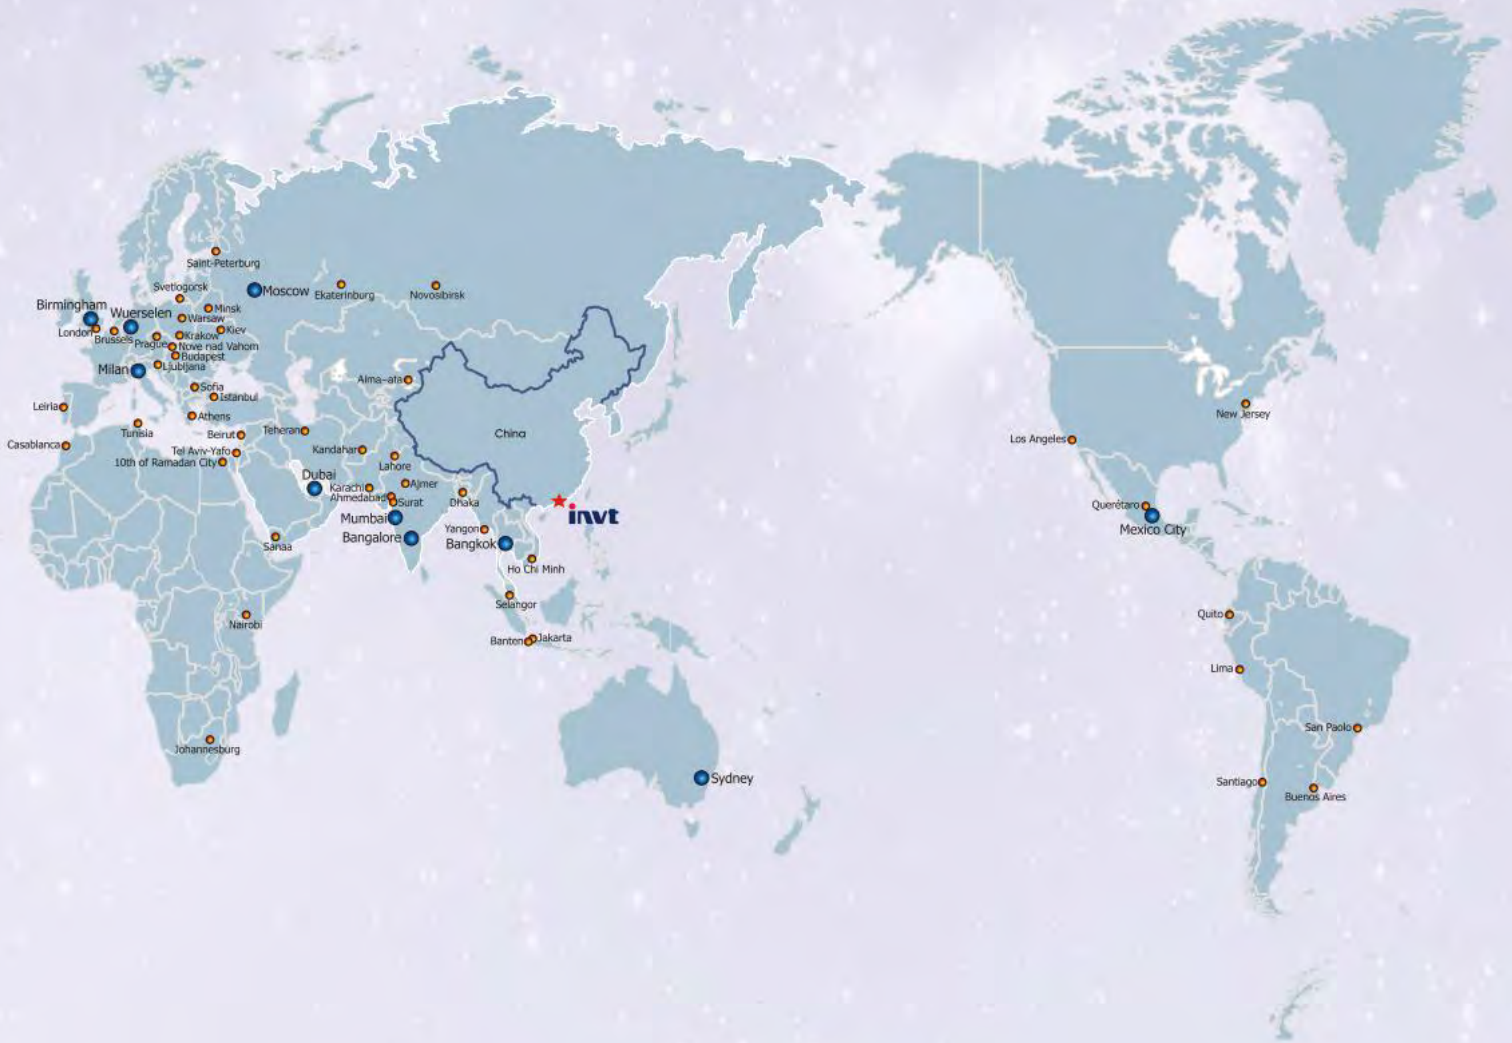 Saint-Peterburg
Svetlogorsk
Moscow
Ekaterinburg
Novosibirsk
Birmingham
Wuerselen
Minsk
Warsaw
London
Brussels
Prague
Krakow
Kiev
Nove nad Vahom
Budapest
Milan
Ljubljana
Alma-ata
Sofia
Istanbul
Leiria
Athens
New Jersey
Tunisia
Beirut
Teheran
China
Los Angeles
Casablanca
Tel Aviv-Yafo
Kandahar
10th of Ramadan City
Lahore
Dubai
Karachi
Ajmer
Ahmedabad
Surat
Dhaka
Querétaro
Mumbai
invt
Yangon
Mexico City
Bangalore
Bangkok
Sanaa
Ho Chi Minh
Selangor
Quito
Nairobi
Banten
Jakarta
Lima
San Paolo
Johannesburg
Sydney
Santiago
Buenos Aires